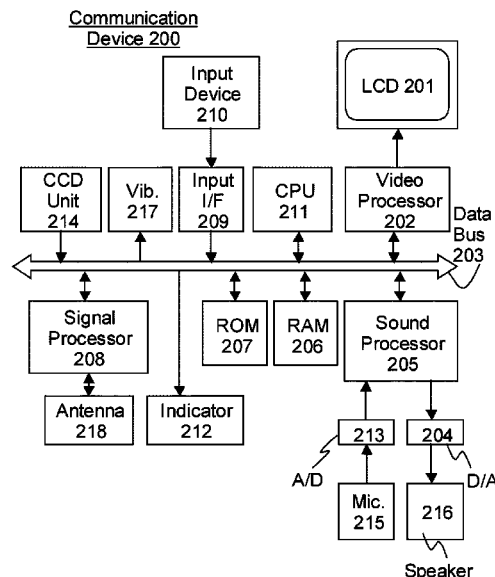 Communication
Device 200
Input
Device
210
LCD 201
CCD
Unit
214
Vib.
217
Input
I/F
209
CPU
211
Video
Processor
202
Data
Bus
203
Signal
Processor
208
ROM
207
RAM
206
Sound
Processor
205
Antenna
218
Indicator
212
213
204
A/D
D/A
Mic.
215
216
Speaker